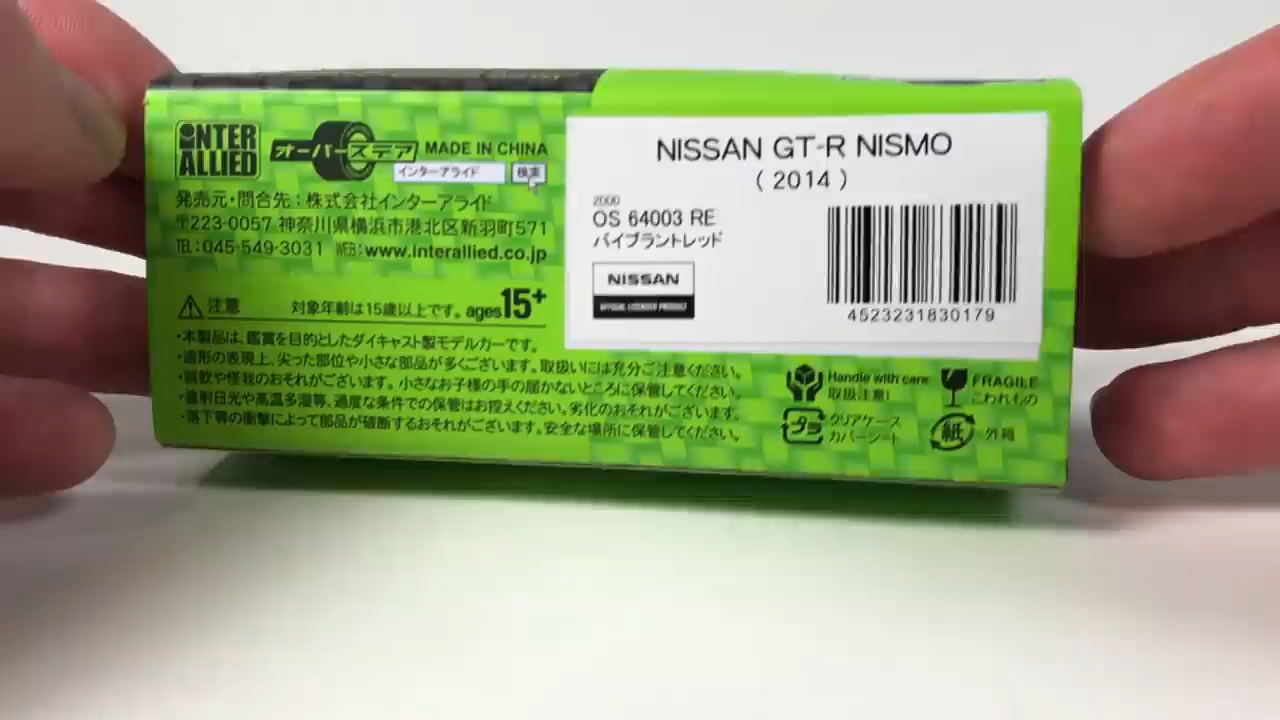 INTER
ALLIED
オーバーステア
MADE IN CHINA
インターアライド
検索
発売元・問合先：株式会社インターアライド
〒223-0057 神奈川県横浜市港北区新羽町571
TEL：045-549-3031 WEB：www.interallied.co.jp
注意 対象年齢は15歳以上です。ages15+
・本製品は、鑑賞を目的としたダイキャスト製モデルカーです。
・造形の表現上、尖った部位や小さな部品が多くございます。取扱いには充分ご注意ください。
・誤飲や怪我のおそれがございます。小さなお子様の手の届かないところに保管してください。
・直射日光や高温多湿等、過度な条件での保管はお控えください。劣化のおそれがございます。
・落下等の衝撃によって部品が破断するおそれがございます。安全な場所に保管してください。
NISSAN GT-R NISMO
( 2014 )
2000
OS 64003 RE
バイブラントレッド
NISSAN
OFFICIAL LICENSED PRODUCT
4523231830179
Handle with care
取扱注意!
FRAGILE
こわれもの
プラ
クリアケース
カバーシート
紙
外箱